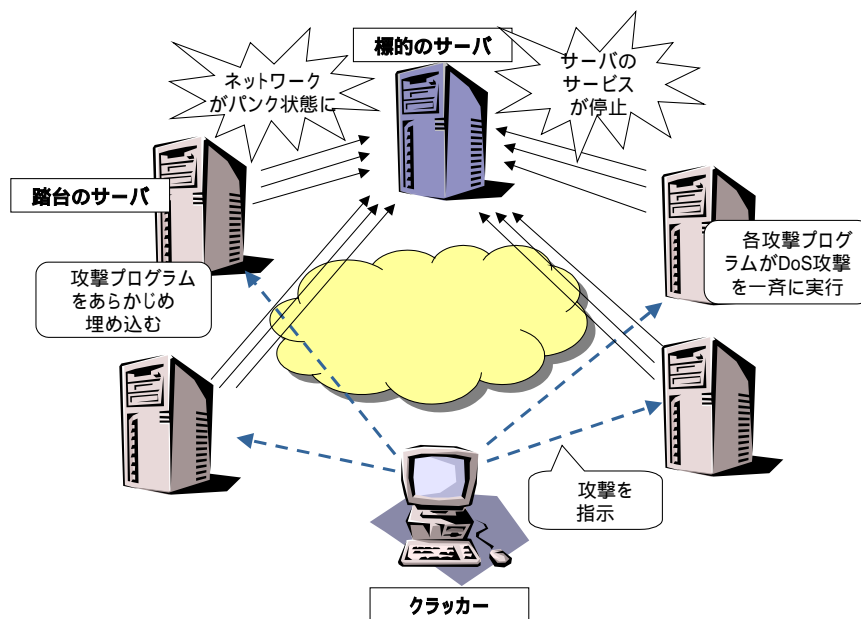 標的のサーバ
ネットワーク
がパンク状態に
サーバの
サービス
が停止
踏台のサーバ
攻撃プログラム
をあらかじめ
埋め込む
各攻撃プログ
ラムがDoS攻撃
を一斉に実行
攻撃を
指示
クラッカー